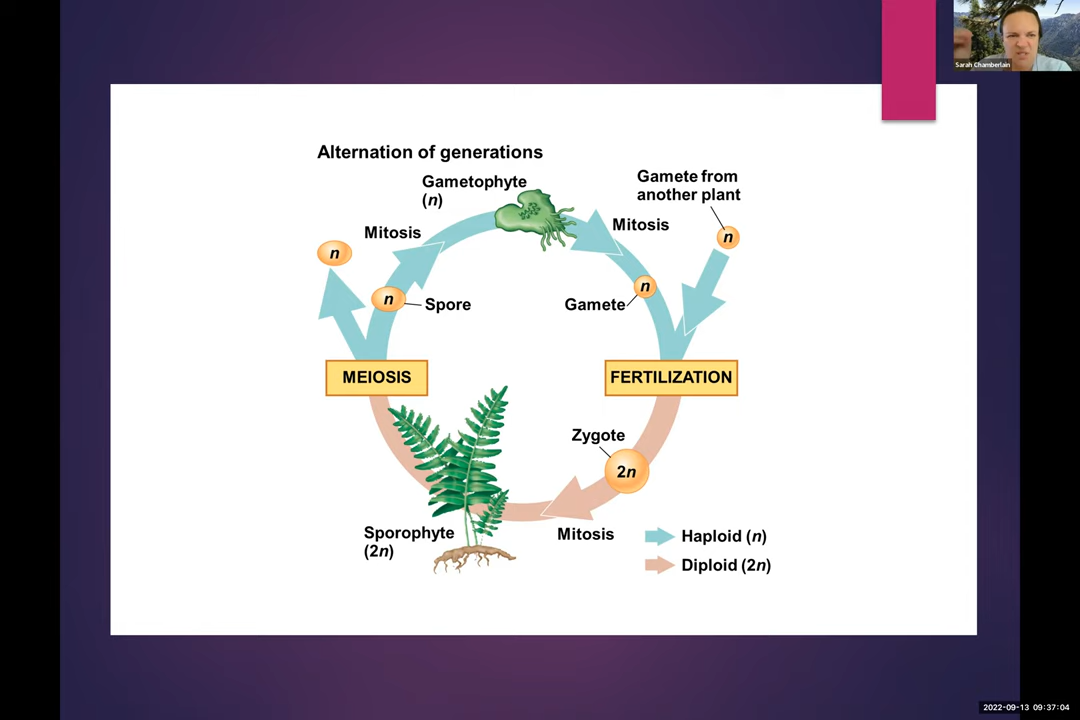 Sarah Chamberlain
Alternation of generations
Gametophyte
(n)
Gamete from
another plant
Mitosis
Mitosis
n
n
n
n
Spore
Gamete
MEIOSIS
FERTILIZATION
Zygote
2n
Sporophyte
(2n)
Mitosis
Haploid (n)
Diploid (2n)
2022-09-13 09:37:04